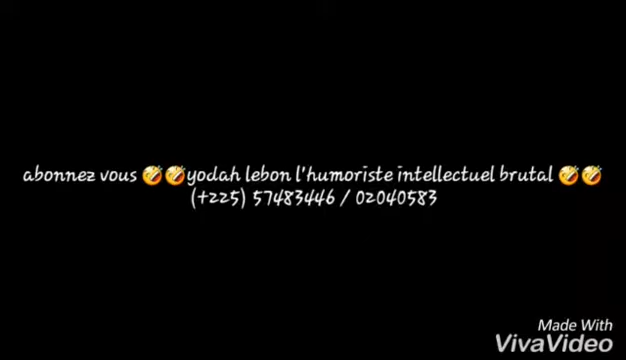 abonnez vous 🤣🤣yodah lebon l'humoriste intellectuel brutal 🤣🤣
(+225) 57483446 / 02040583
Made With
VivaVideo